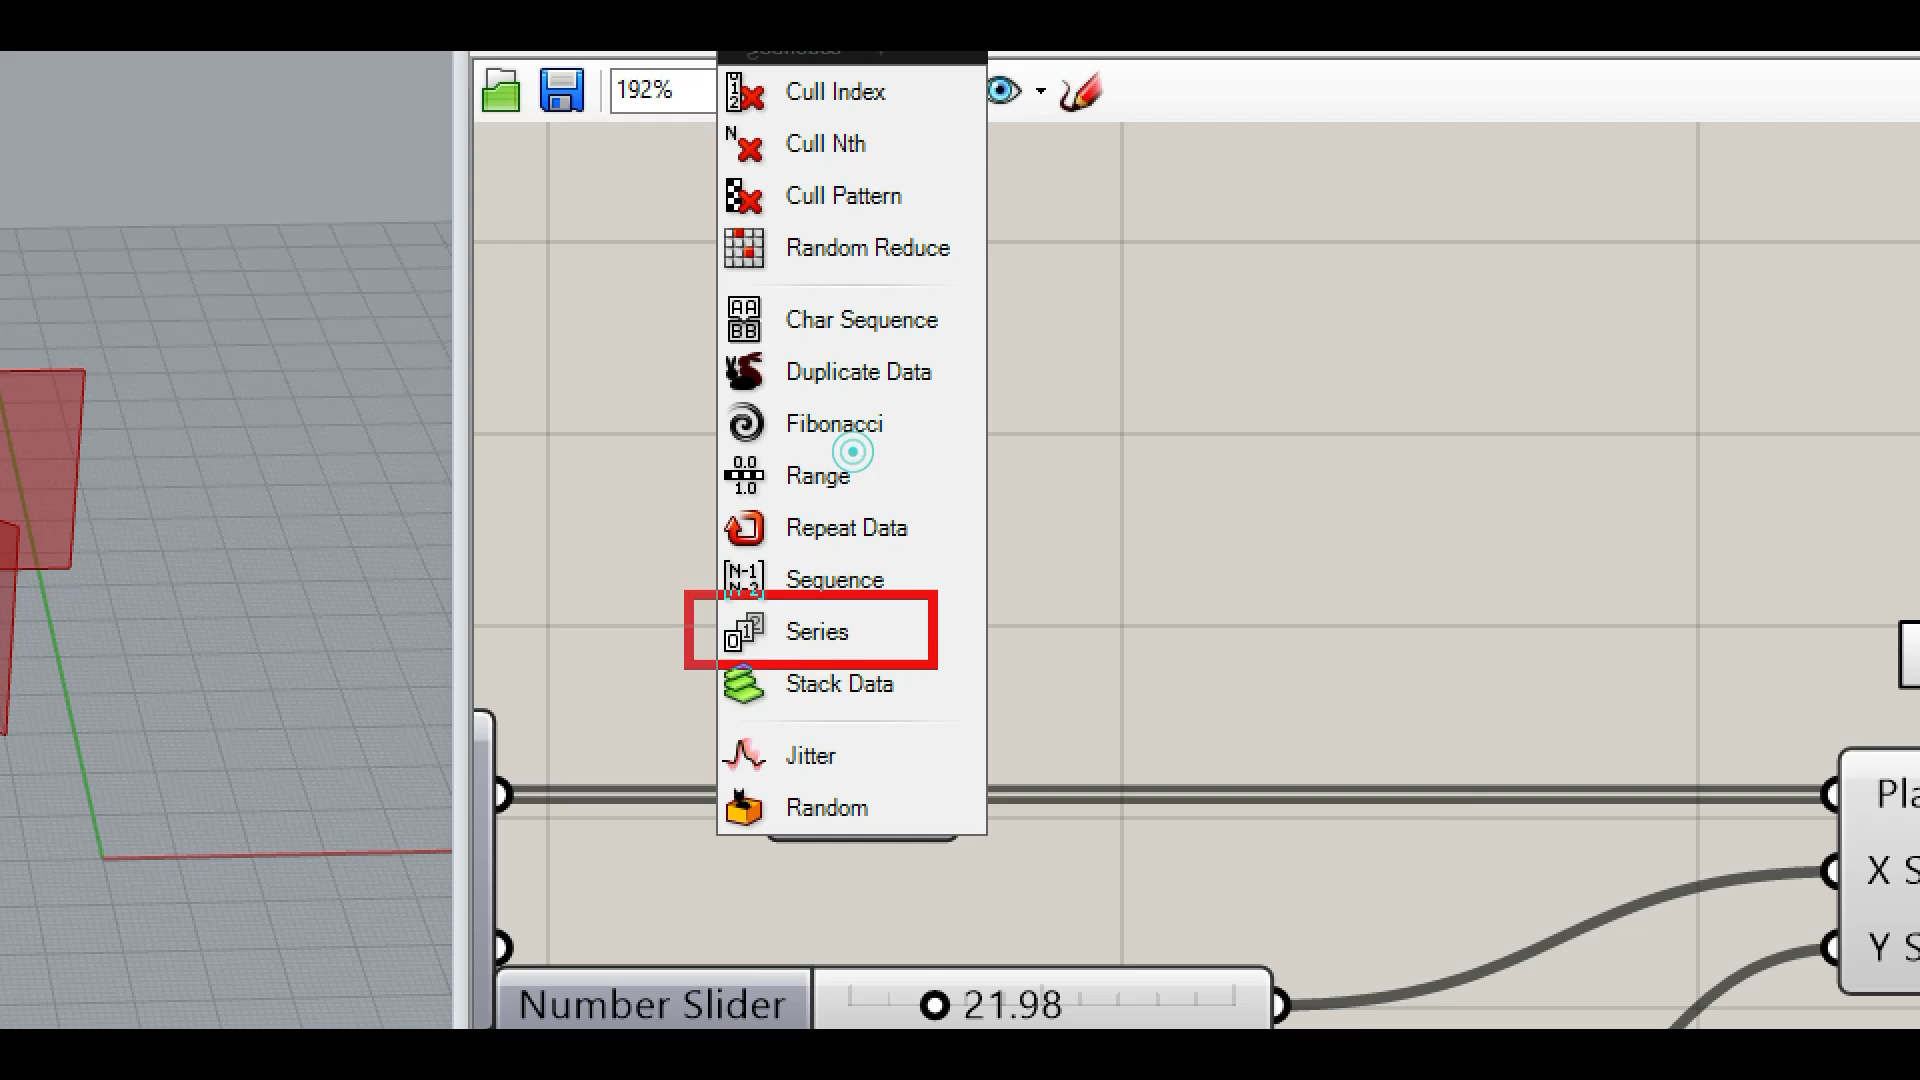 192%
Cull Index
Cull Nth
Cull Pattern
Random Reduce
Char Sequence
Duplicate Data
Fibonacci
Range
Repeat Data
Sequence
Series
Stack Data
Jitter
Random
Pla
X S
Y S
Number Slider
21.98